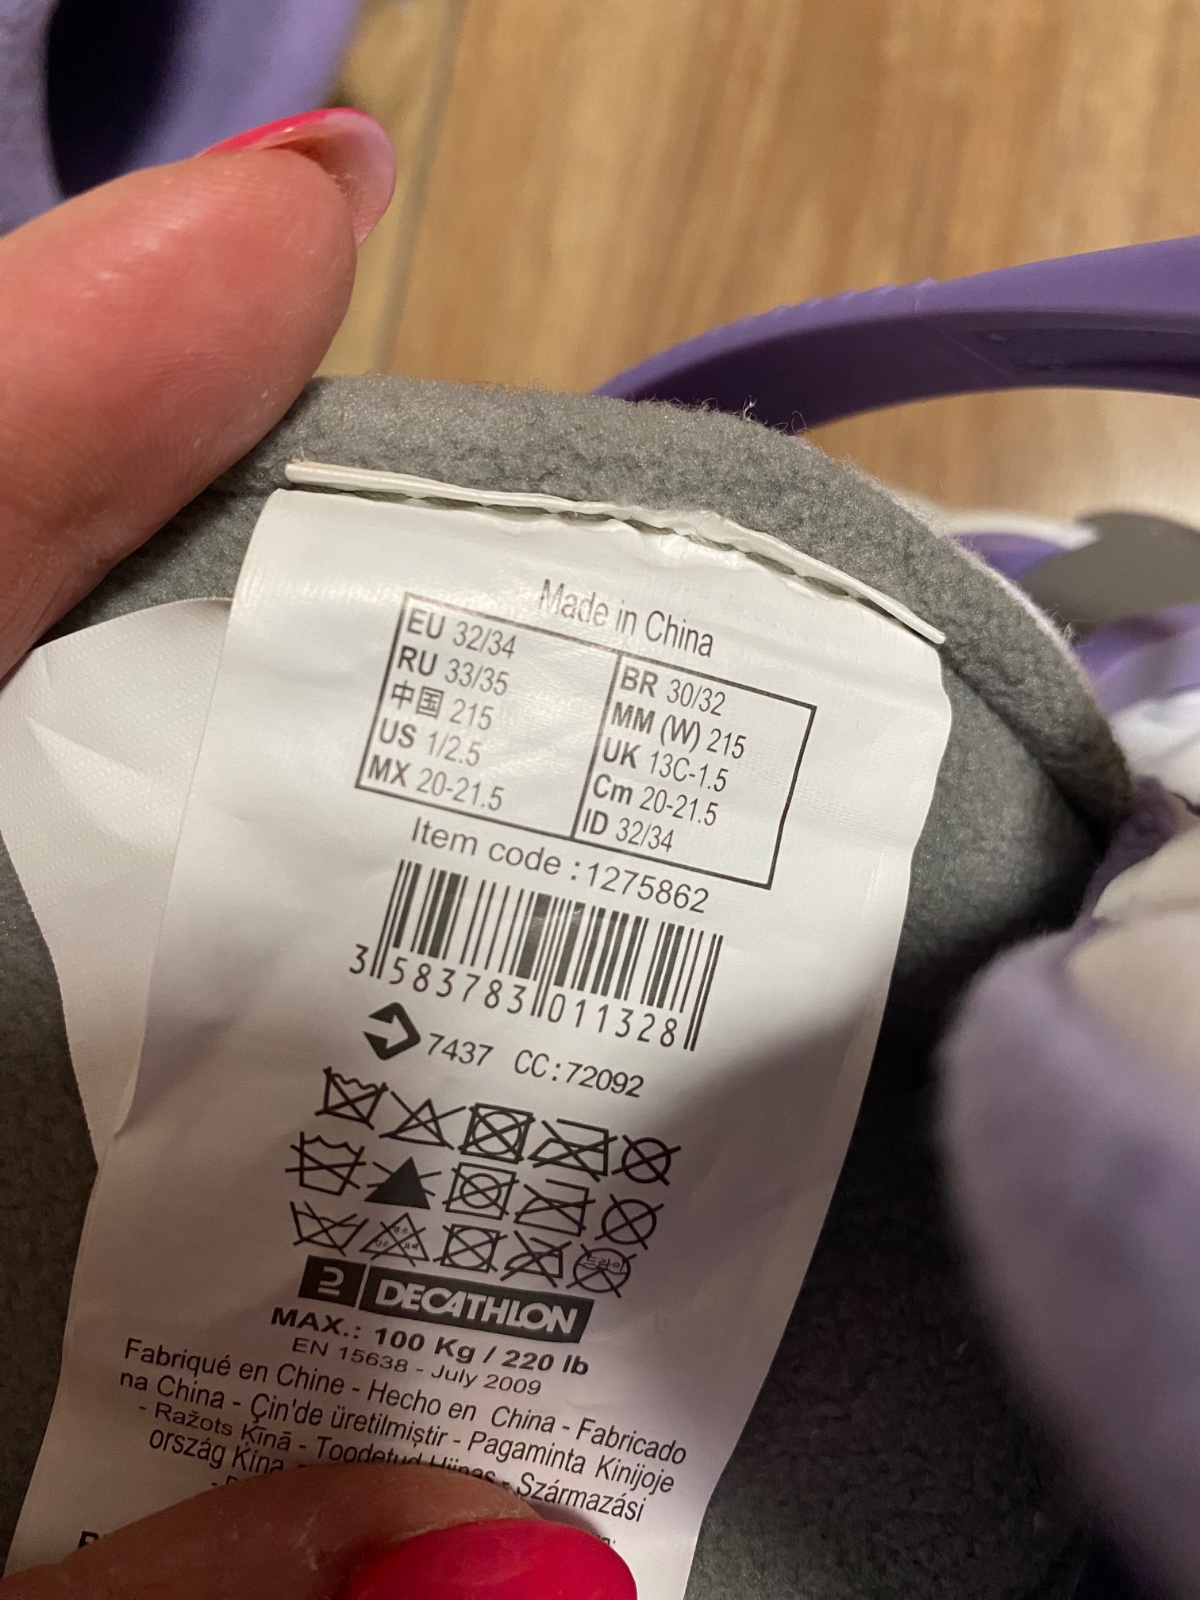 Made in China
EU 32/34
RU 33/35
中国 215
US 1/2.5
MX 20-21.5
BR 30/32
MM (W) 215
UK 13C-1.5
Cm 20-21.5
ID 32/34
Item code : 1275862
3 583783 011328
7437 CC:72092
드라이
DECATHLON
MAX.: 100 Kg / 220 lb
EN 15638 - July 2009
Fabriqué en Chine - Hecho en China - Fabricado
na China - Çin'de üretilmiştir - Pagaminta Kinijoje
- Ražots Ķīnā - Toodetud Hiinas - Származási
ország Kína